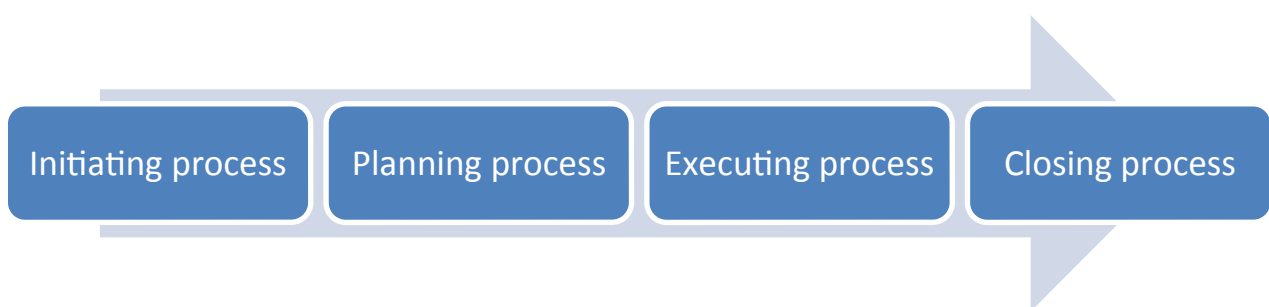 Initiating process
Planning process
Executing process
Closing process